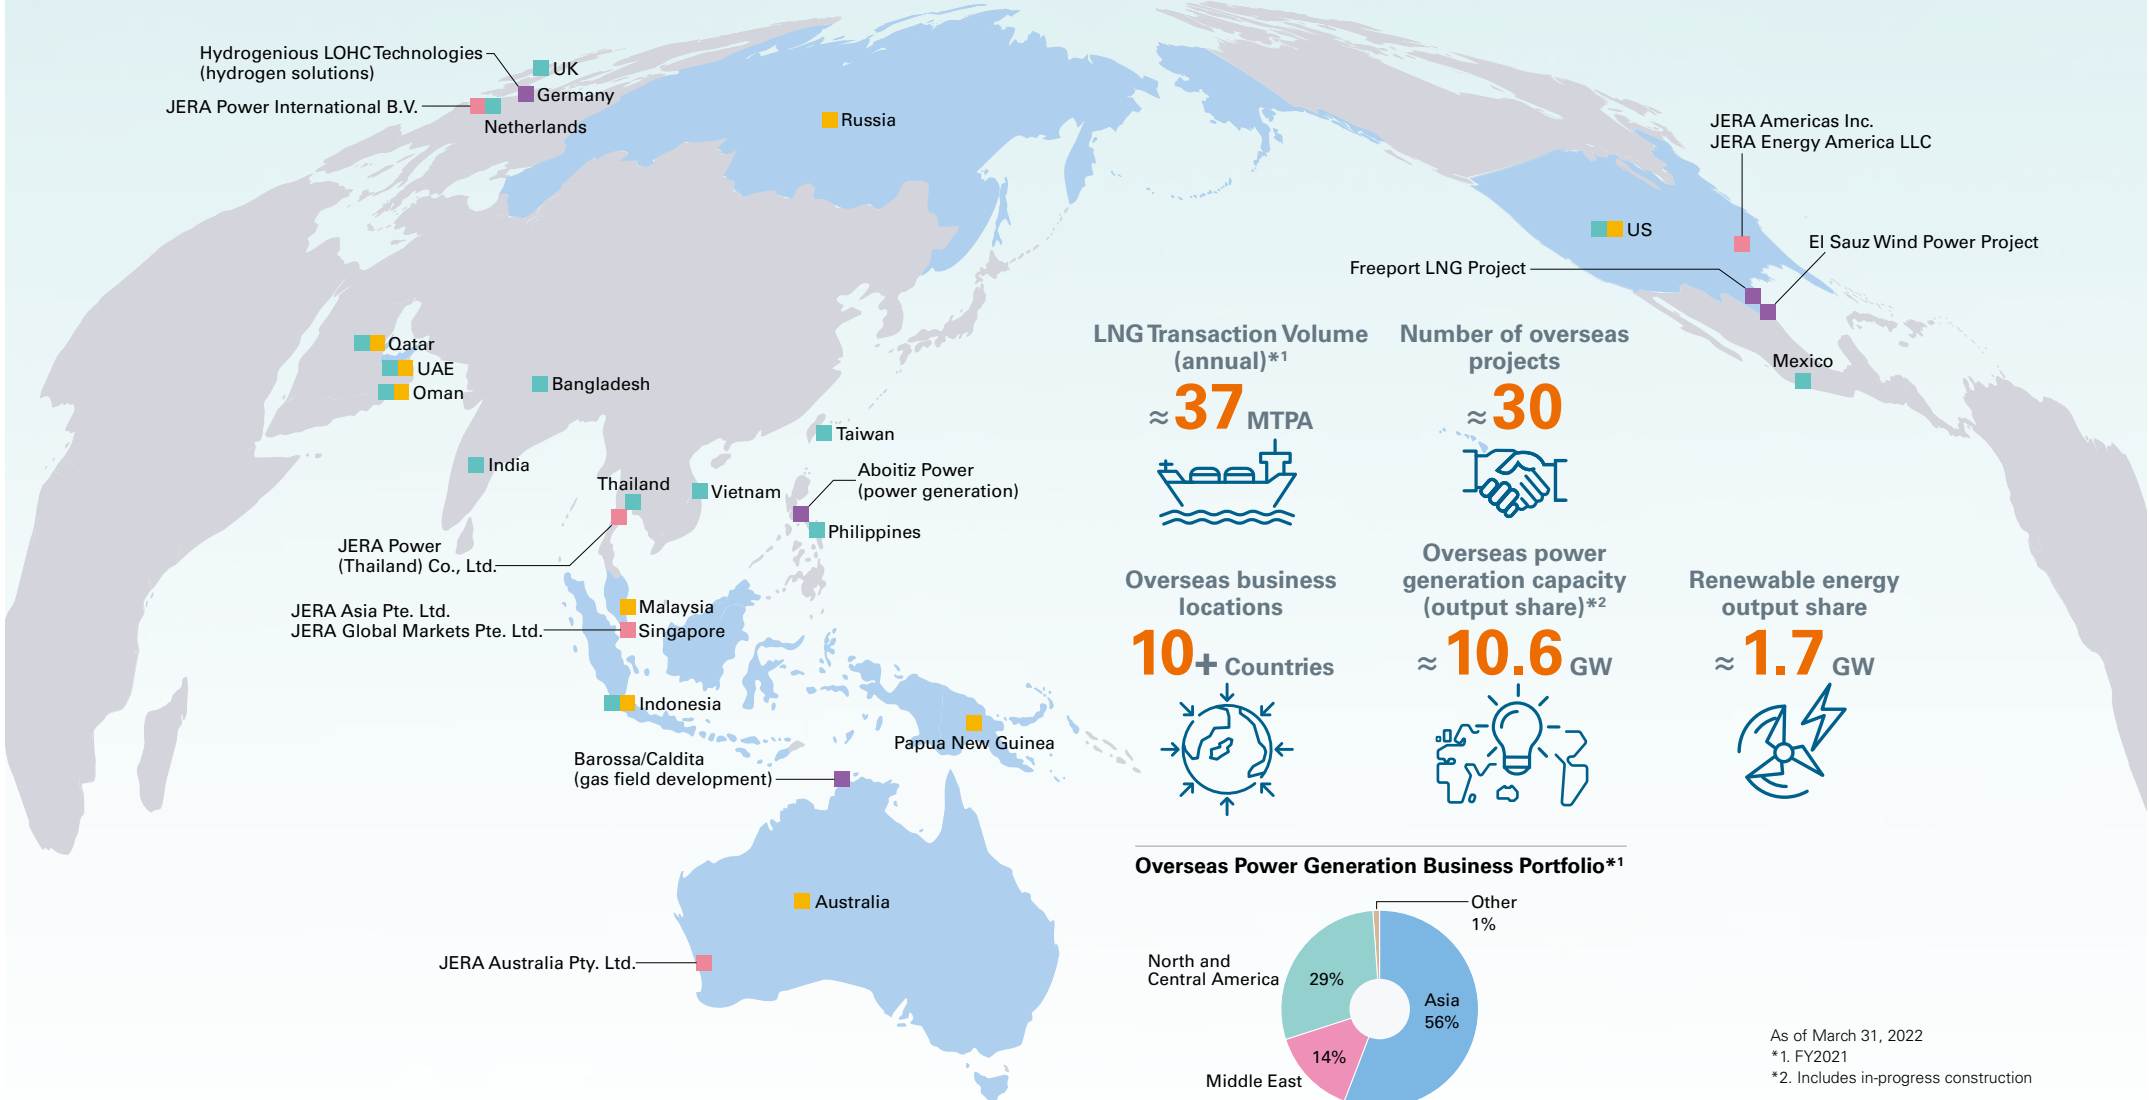 Hydrogenious LOHC Technologies
(hydrogen solutions)
UK
Germany
JERA Power International B.V.
Netherlands
Russia
JERA Americas Inc.
JERA Energy America LLC
US
El Sauz Wind Power Project
Freeport LNG Project
Mexico
Qatar
UAE
Oman
Bangladesh
Taiwan
India
Thailand
Vietnam
Aboitiz Power
(power generation)
Philippines
JERA Power
(Thailand) Co., Ltd.
JERA Asia Pte. Ltd.
JERA Global Markets Pte. Ltd.
Malaysia
Singapore
Indonesia
Papua New Guinea
Barossa/Caldita
(gas field development)
Australia
JERA Australia Pty. Ltd.
LNG Transaction Volume
(annual)*1
≈ 37 MTPA
Number of overseas
projects
≈ 30
Overseas business
locations
10+ Countries
Overseas power
generation capacity
(output share)*2
≈ 10.6 GW
Renewable energy
output share
≈ 1.7 GW
Overseas Power Generation Business Portfolio*1
Other
1%
North and
Central America
29%
Asia
56%
14%
Middle East
As of March 31, 2022
*1. FY2021
*2. Includes in-progress construction